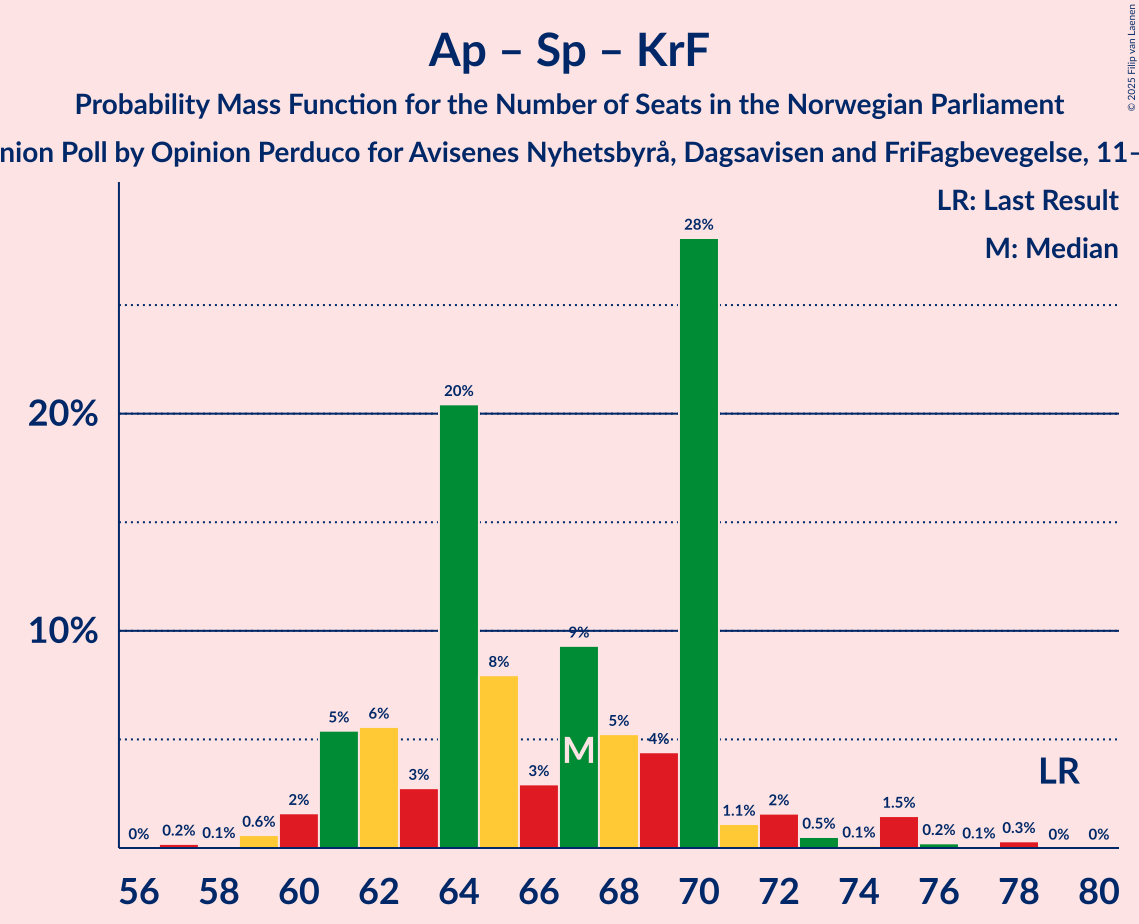 Ap – Sp – KrF
Probability Mass Function for the Number of Seats in the Norwegian Parliament
nion Poll by Opinion Perduco for Avisenes Nyhetsbyrå, Dagsavisen and FriFagbevegelse, 11–
© 2025 Filip van Laenen
LR: Last Result
M: Median
28%
20%
20%
10%
9%
8%
5%
6%
5%
4%
3%
3%
M
LR
2%
2%
1.5%
1.1%
0% 0.2% 0.1% 0.6%
0.5% 0.1% 0.2% 0.1% 0.3% 0% 0%
56 58 60 62 64 66 68 70 72 74 76 78 80